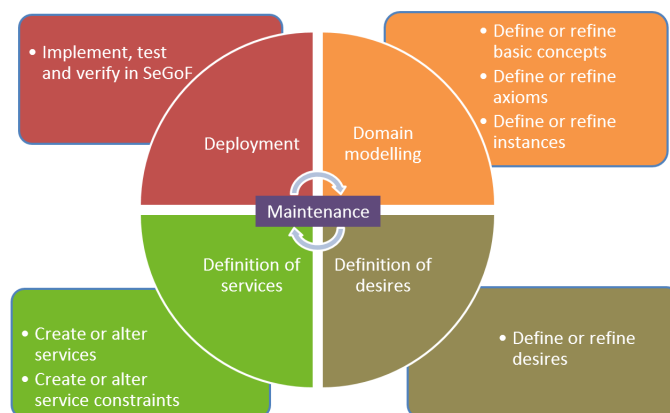 • Implement, test
and verify in SeGoF
• Define or refine
basic concepts
• Define or refine
axioms
• Define or refine
instances
Deployment
Domain
modelling
Maintenance
Definition of
services
Definition of
desires
• Create or alter
services
• Create or alter
service constraints
• Define or refine
desires